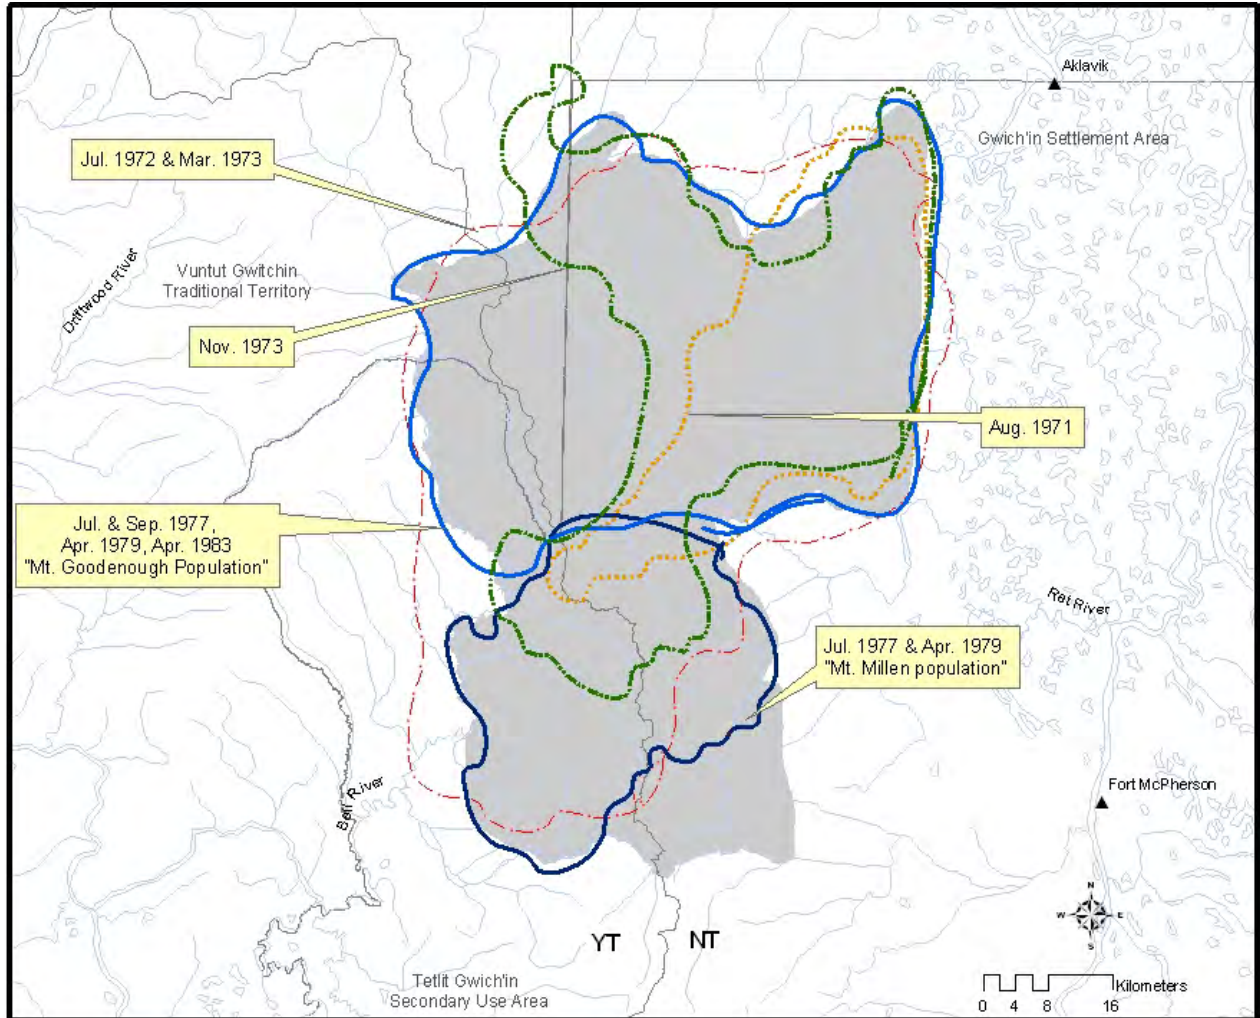 Aklavik
Gwich'in Settlement Area
Jul. 1972 & Mar. 1973
Driftwood River
Vuntut Gwitchin
Traditional Territory
Nov. 1973
Aug. 1971
Jul. & Sep. 1977,
Apr. 1979, Apr. 1983
"Mt. Goodenough Population"
Rat River
Jul. 1977 & Apr. 1979
"Mt. Millen population"
Bell River
Fort McPherson
N
W
E
S
YT
NT
Tetlit Gwich'in
Secondary Use Area
Kilometers
0 4 8 16